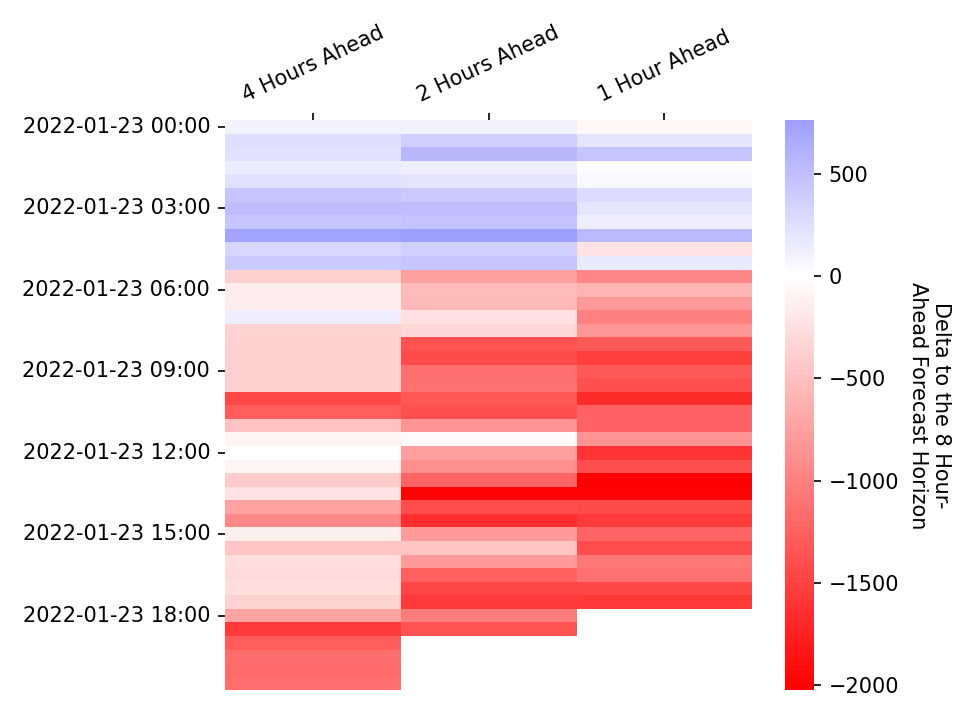 4 Hours Ahead
2 Hours Ahead
1 Hour Ahead
2022-01-23 00:00
2022-01-23 03:00
2022-01-23 06:00
2022-01-23 09:00
2022-01-23 12:00
2022-01-23 15:00
2022-01-23 18:00
500
0
−500
−1000
−1500
−2000
Delta to the 8 Hour-
Ahead Forecast Horizon